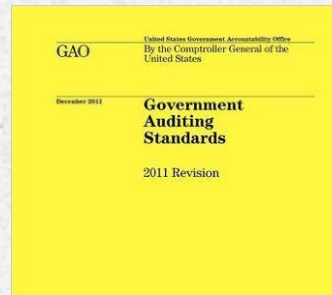 United States Government Accountability Office
GAO
By the Comptroller General of the
United States
December 2011
Government
Auditing
Standards
2011 Revision